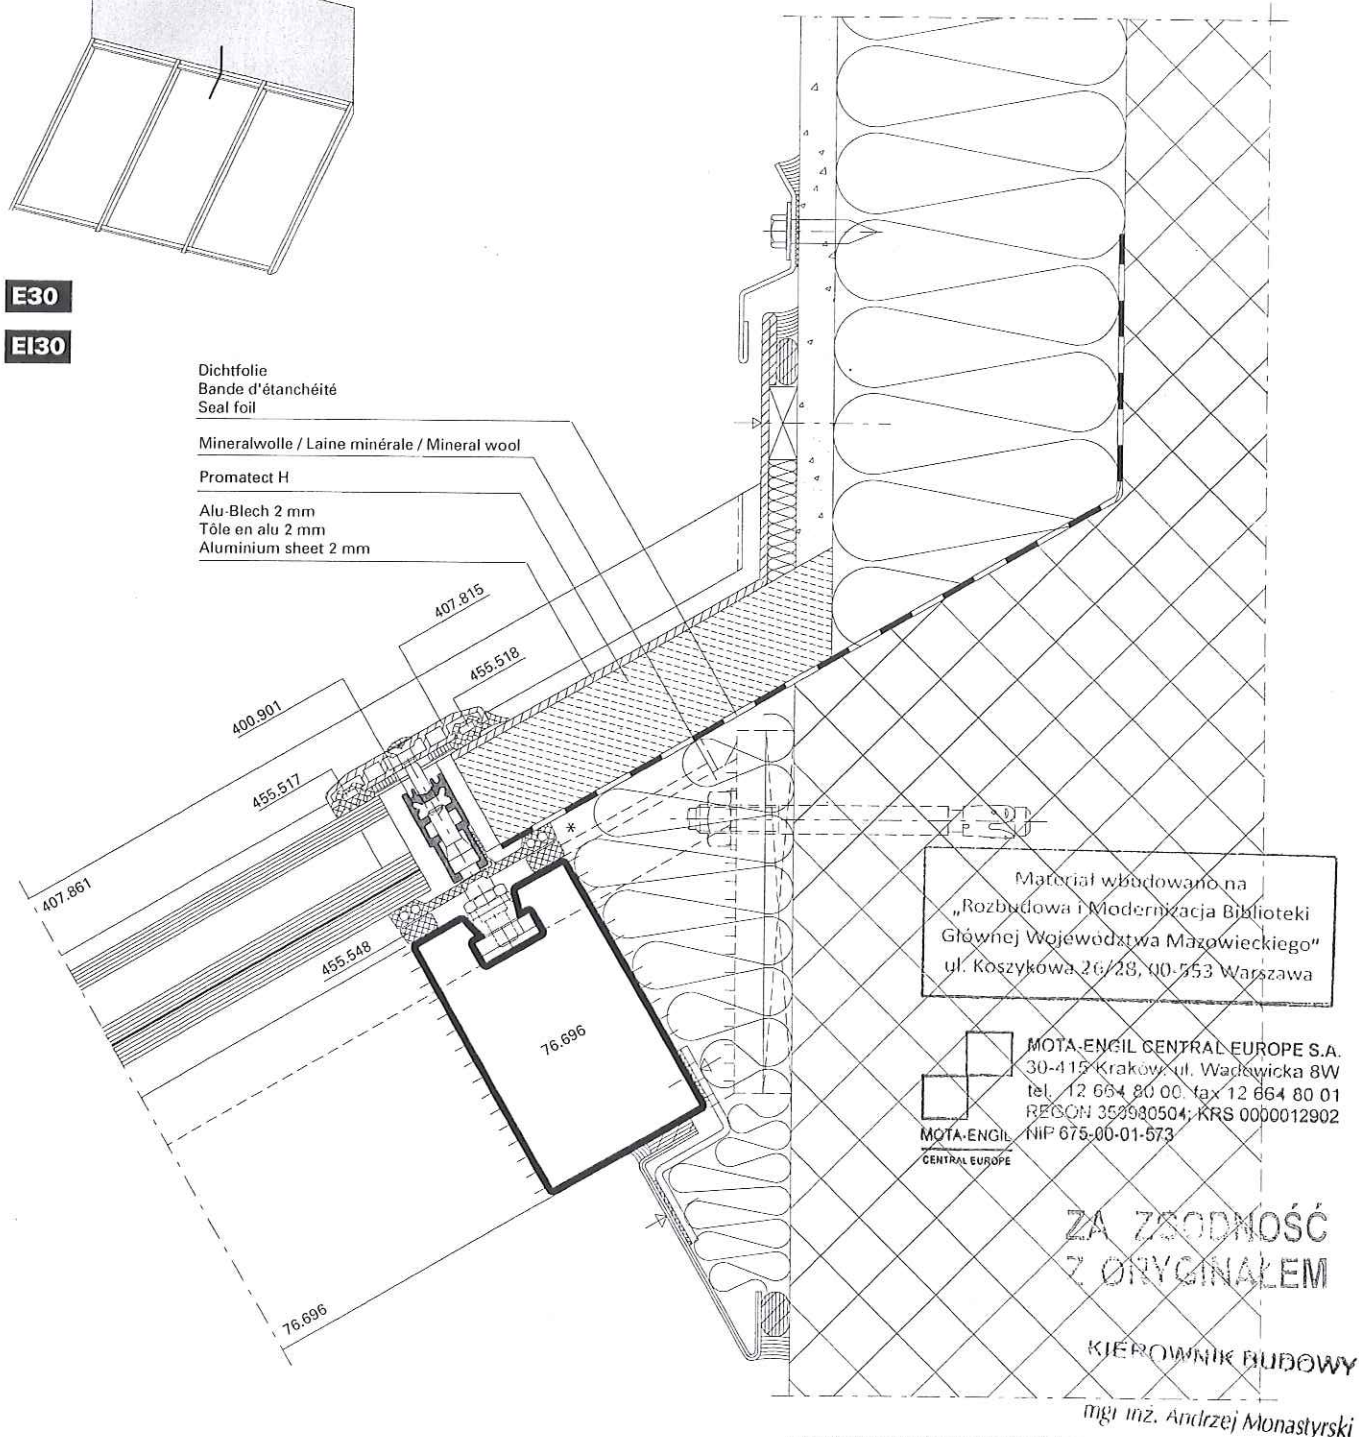 E30
EI30
Dichtfolie
Bande d'étanchéité
Seal foil
Mineralwolle / Laine minérale / Mineral wool
Promatect H
Alu-Blech 2 mm
Tôle en alu 2 mm
Aluminium sheet 2 mm
407.815
455.518
400.901
455.517
407.861
455.548
*
76.696
76.696
Materiał wbudowano na
„Rozbudowa i Modernizacja Biblioteki
Głównej Województwa Mazowieckiego"
ul. Koszykowa 26/28, 00-553 Warszawa
MOTA-ENGIL CENTRAL EUROPE S.A.
30-415 Kraków, ul. Wadowicka 8W
tel. 12 664 80 00, fax 12 664 80 01
REGON 350980504; KRS 0000012902
NIP 675-00-01-573
MOTA-ENGIL
CENTRAL EUROPE
ZA ZGODNOŚĆ
Z ORYGINAŁEM
KIEROWNIK BUDOWY
mgr inż. Andrzej Monastyrski